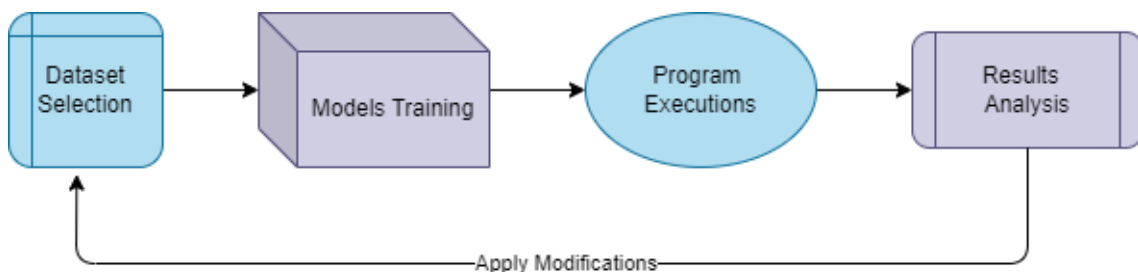 Dataset
Selection
Models Training
Program
Executions
Results
Analysis
Apply Modifications